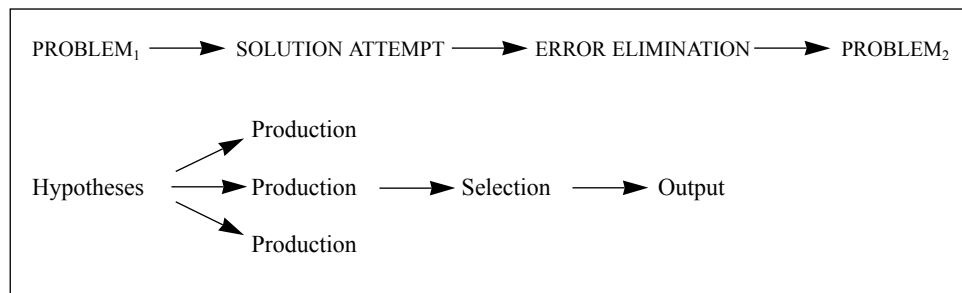 PROBLEM₁ SOLUTION ATTEMPT ERROR ELIMINATION PROBLEM₂
Production
Hypotheses Production Selection Output
Production